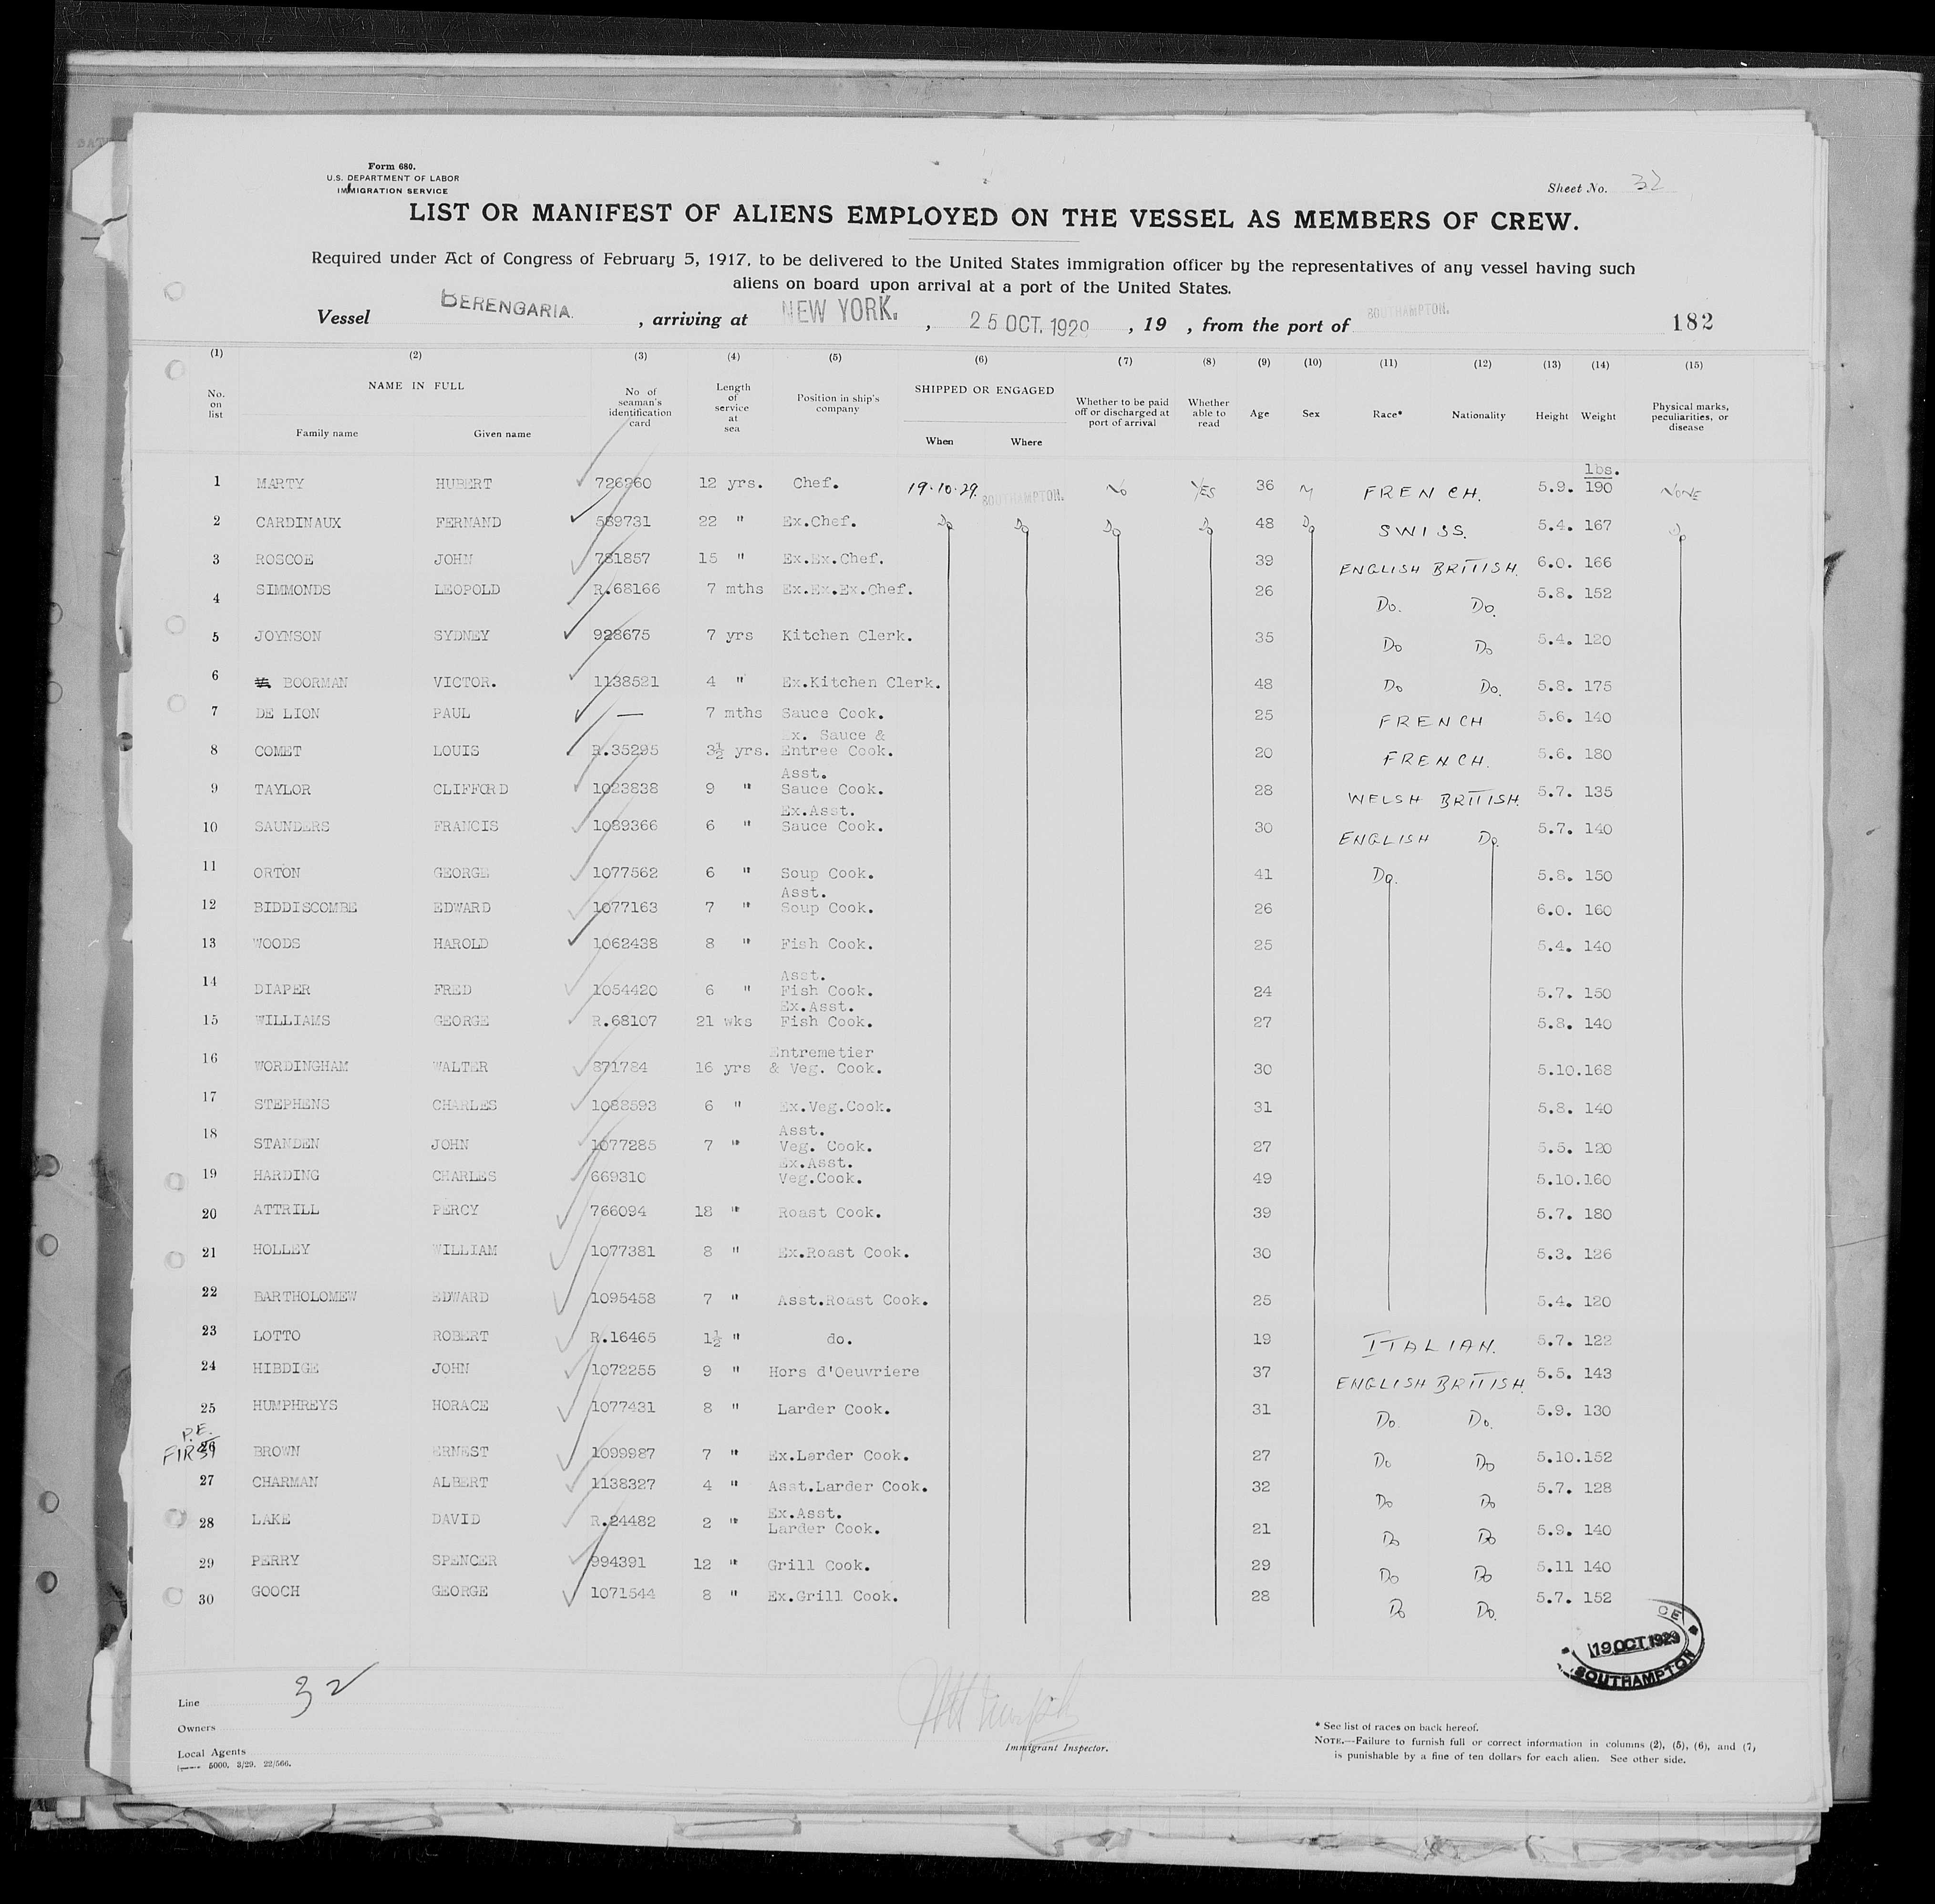 Form 680.
U.S. DEPARTMENT OF LABOR
IMMIGRATION SERVICE
Sheet No. 32
LIST OR MANIFEST OF ALIENS EMPLOYED ON THE VESSEL AS MEMBERS OF CREW.
Required under Act of Congress of February 5, 1917, to be delivered to the United States immigration officer by the representatives of any vessel having such
aliens on board upon arrival at a port of the United States.
Vessel BERENGARIA. , arriving at NEW YORK. , 25 OCT. 1929 , 19 , from the port of SOUTHAMPTON. 182
(1) (2) (3) (4) (5) (6) (7) (8) (9) (10) (11) (12) (13) (14) (15)
No. on list NAME IN FULL Family name Given name No of seaman's identification card Length of service at sea Position in ship's company SHIPPED OR ENGAGED When Where Whether to be paid off or discharged at port of arrival Whether able to read Age Sex Race* Nationality Height Weight Physical marks, peculiarities, or disease
lbs.
1 MARTY HUBERT 726260 12 yrs. Chef. 19.10.29. SOUTHAMPTON. No YES 36 M FRENCH. 5.9. 190 NONE
2 CARDINAUX FERNAND 589731 22 " Ex.Chef. Do Do Do Do 48 Do SWISS. 5.4. 167 Do
3 ROSCOE JOHN 781857 15 " Ex.Ex.Chef. 39 ENGLISH BRITISH. 6.0. 166
4 SIMMONDS LEOPOLD R.68166 7 mths Ex.Ex.Ex.Chef. 26 Do. Do. 5.8. 152
5 JOYNSON SYDNEY 928675 7 yrs Kitchen Clerk. 35 Do Do 5.4. 120
6 BOORMAN VICTOR. 1138521 4 " Ex.Kitchen Clerk. 48 Do Do. 5.8. 175
7 DE LION PAUL — 7 mths Sauce Cook. 25 FRENCH 5.6. 140
8 COMET LOUIS R.35295 3½ yrs. Ex. Sauce & Entree Cook. 20 FRENCH. 5.6. 180
9 TAYLOR CLIFFORD 1023838 9 " Asst. Sauce Cook. 28 WELSH BRITISH. 5.7. 135
10 SAUNDERS FRANCIS 1089366 6 " Ex.Asst. Sauce Cook. 30 ENGLISH Do. 5.7. 140
11 ORTON GEORGE 1077562 6 " Soup Cook. 41 Do. 5.8. 150
12 BIDDISCOMBE EDWARD 1077163 7 " Asst. Soup Cook. 26 6.0. 160
13 WOODS HAROLD 1062438 8 " Fish Cook. 25 5.4. 140
14 DIAPER FRED 1054420 6 " Asst. Fish Cook. 24 5.7. 150
15 WILLIAMS GEORGE R.68107 21 wks Ex.Asst. Fish Cook. 27 5.8. 140
16 WORDINGHAM WALTER 871784 16 yrs Entremetier & Veg. Cook. 30 5.10.168
17 STEPHENS CHARLES 1088593 6 " Ex.Veg.Cook. 31 5.8. 140
18 STANDEN JOHN 1077285 7 " Asst. Veg. Cook. 27 5.5. 120
19 HARDING CHARLES 669310 Ex.Asst. Veg.Cook. 49 5.10.160
20 ATTRILL PERCY 766094 18 " Roast Cook. 39 5.7. 180
21 HOLLEY WILLIAM 1077381 8 " Ex.Roast Cook. 30 5.3. 126
22 BARTHOLOMEW EDWARD 1095458 7 " Asst.Roast Cook. 25 5.4. 120
23 LOTTO ROBERT R.16465 1½ " do. 19 ITALIAN. 5.7. 122
24 HIBDIGE JOHN 1072255 9 " Hors d'Oeuvriere 37 ENGLISH BRITISH. 5.5. 143
25 HUMPHREYS HORACE 1077431 8 " Larder Cook. 31 Do Do. 5.9. 130
P.E.
FIRST 26 BROWN ERNEST 1099987 7 " Ex.Larder Cook. 27 Do Do 5.10.152
27 CHARMAN ALBERT 1138327 4 " Asst.Larder Cook. 32 Do Do 5.7. 128
28 LAKE DAVID R.24482 2 " Ex.Asst. Larder Cook. 21 Do Do 5.9. 140
29 PERRY SPENCER 994391 12 " Grill Cook. 29 Do Do 5.11 140
30 GOOCH GEORGE 1071544 8 " Ex.Grill Cook. 28 Do Do. 5.7. 152
19 OCT 1929
SOUTHAMPTON
32
Line
Owners
Local Agents
5000. 3/29. 22/566.
Immigrant Inspector.
* See list of races on back hereof.
NOTE.—Failure to furnish full or correct information in columns (2), (5), (6), and (7)
is punishable by a fine of ten dollars for each alien. See other side.